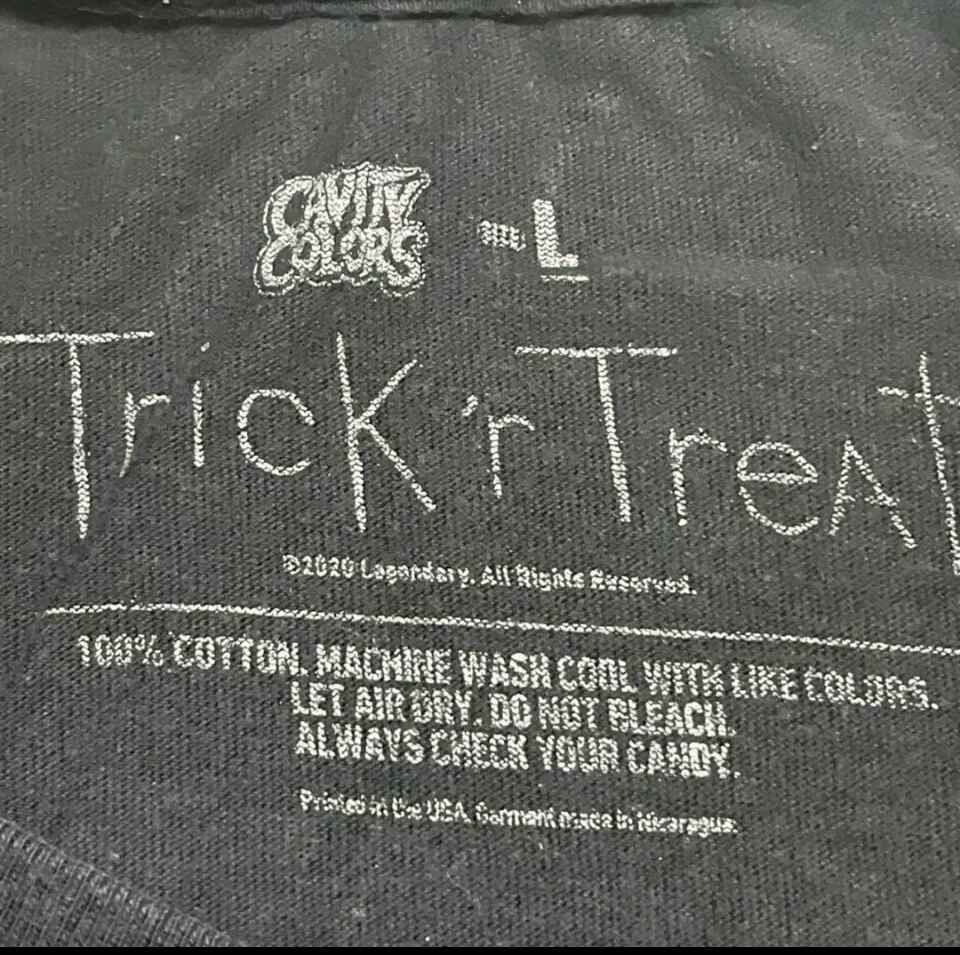 CAVITY
COLORS
SIZE: L
Trick 'r Treat
©2020 Legendary. All Rights Reserved.
100% COTTON. MACHINE WASH COOL WITH LIKE COLORS.
LET AIR DRY. DO NOT BLEACH.
ALWAYS CHECK YOUR CANDY.
Printed in the USA. Garment made in Nicaragua.